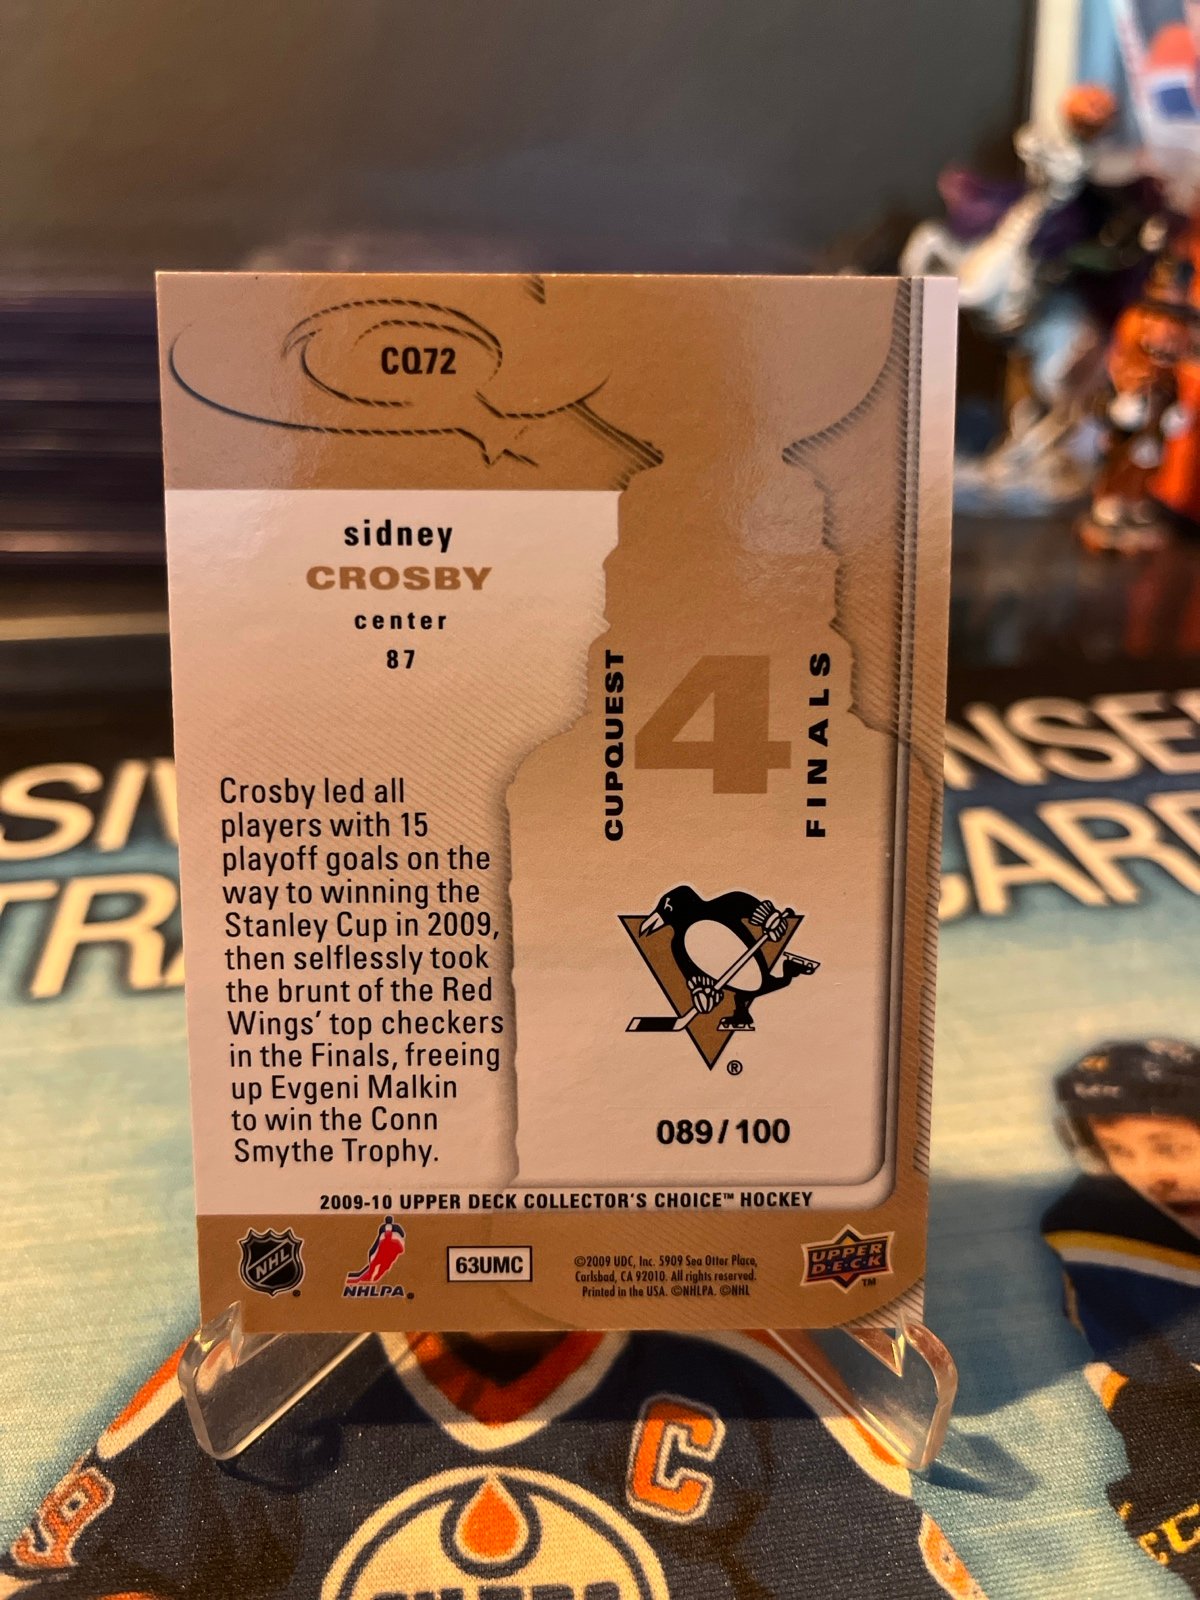 CQ72
sidney
CROSBY
center
87
CUPQUEST
4
FINALS
Crosby led all
players with 15
playoff goals on the
way to winning the
Stanley Cup in 2009,
then selflessly took
the brunt of the Red
Wings' top checkers
in the Finals, freeing
up Evgeni Malkin
to win the Conn
Smythe Trophy.
®
089/100
2009-10 UPPER DECK COLLECTOR'S CHOICE™ HOCKEY
NHL
NHLPA
63UMC
©2009 UDC, Inc. 5909 Sea Otter Place,
Carlsbad, CA 92010. All rights reserved.
Printed in the USA. ©NHLPA. ©NHL
UPPER
D·E·C·K
TM
C